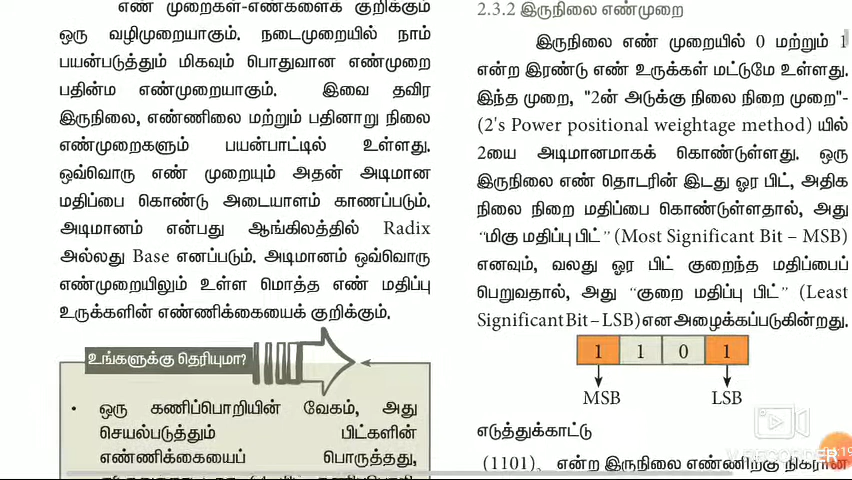 எண் முறைகள்-எண்களைக் குறிக்கும்
ஒரு வழிமுறையாகும். நடைமுறையில் நாம்
பயன்படுத்தும் மிகவும் பொதுவான எண்முறை
பதின்ம எண்முறையாகும். இவை தவிர
இருநிலை, எண்ணிலை மற்றும் பதினாறு நிலை
எண்முறைகளும் பயன்பாட்டில் உள்ளது.
ஒவ்வொரு எண் முறையும் அதன் அடிமான
மதிப்பை கொண்டு அடையாளம் காணப்படும்.
அடிமானம் என்பது ஆங்கிலத்தில் Radix
அல்லது Base எனப்படும். அடிமானம் ஒவ்வொரு
எண்முறையிலும் உள்ள மொத்த எண் மதிப்பு
உருக்களின் எண்ணிக்கையைக் குறிக்கும்.
உங்களுக்கு தெரியுமா?
• ஒரு கணிப்பொறியின் வேகம், அது
செயல்படுத்தும் பிட்களின்
எண்ணிக்கையைப் பொருத்தது,
2.3.2 இருநிலை எண்முறை
இருநிலை எண் முறையில் 0 மற்றும் 1
என்ற இரண்டு எண் உருக்கள் மட்டுமே உள்ளது.
இந்த முறை, "2ன் அடுக்கு நிலை நிறை முறை"-
(2's Power positional weightage method) யில்
2யை அடிமானமாகக் கொண்டுள்ளது. ஒரு
இருநிலை எண் தொடரின் இடது ஓர பிட், அதிக
நிலை நிறை மதிப்பை கொண்டுள்ளதால், அது
“மிகு மதிப்பு பிட்” (Most Significant Bit – MSB)
எனவும், வலது ஓர பிட் குறைந்த மதிப்பைப்
பெறுவதால், அது “குறை மதிப்பு பிட்” (Least
Significant Bit – LSB) என அழைக்கப்படுகின்றது.
1 1 0 1
MSB LSB
எடுத்துக்காட்டு
(1101)₂ என்ற இருநிலை எண்ணிற்கு நிகரான
V RECORDER